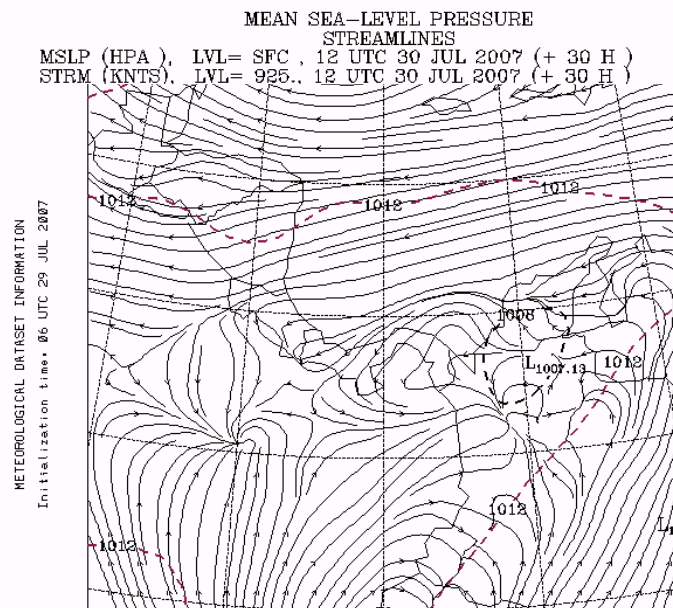 MEAN SEA-LEVEL PRESSURE
STREAMLINES
MSLP (HPA ), LVL= SFC , 12 UTC 30 JUL 2007 (+ 30 H )
STRM (KNTS), LVL= 925., 12 UTC 30 JUL 2007 (+ 30 H )
METEOROLOGICAL DATASET INFORMATION
Initialization time: 06 UTC 29 JUL 2007
1012
1012
1012
1008
L1007.13
1012
1012
1012